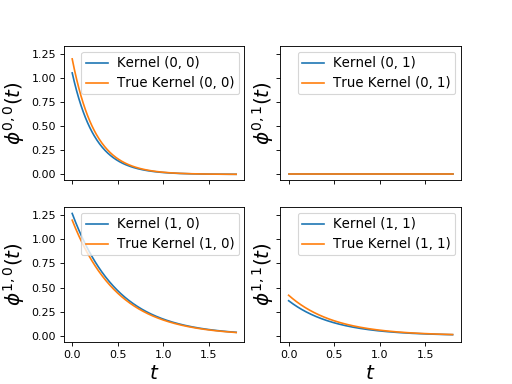 1.25
1.00
0.75
0.50
0.25
0.00
ϕ^{0,0}(t)
Kernel (0, 0)
True Kernel (0, 0)
ϕ^{0,1}(t)
Kernel (0, 1)
True Kernel (0, 1)
1.25
1.00
0.75
0.50
0.25
0.00
ϕ^{1,0}(t)
Kernel (1, 0)
True Kernel (1, 0)
0.0 0.5 1.0 1.5
t
ϕ^{1,1}(t)
Kernel (1, 1)
True Kernel (1, 1)
0.0 0.5 1.0 1.5
t